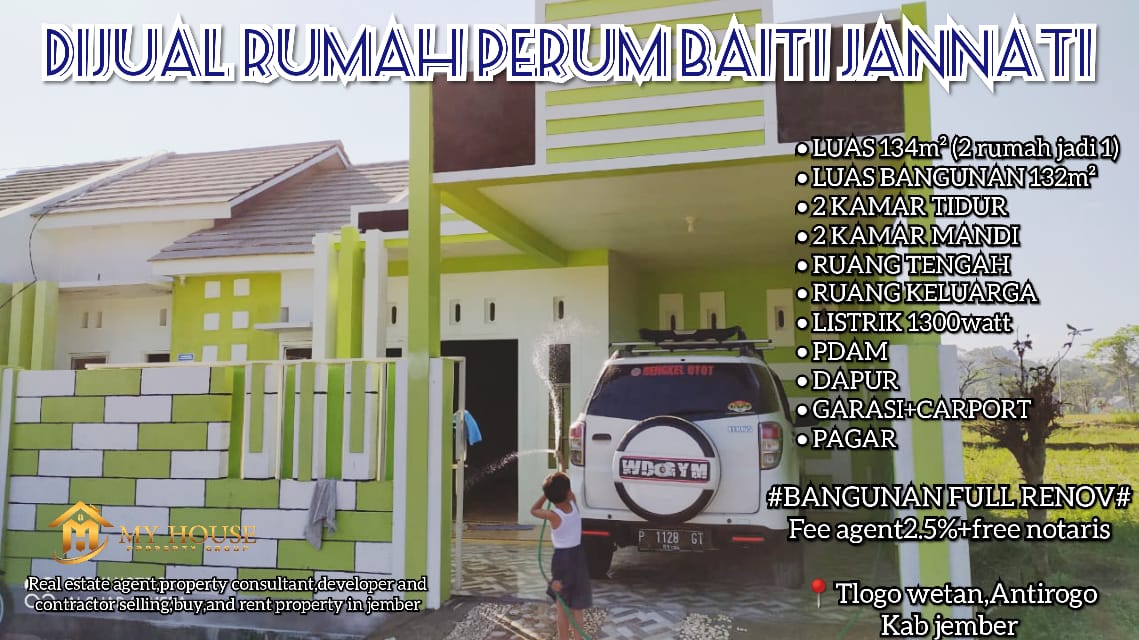 DIJUAL RUMAH PERUM BAITI JANNATI
• LUAS 134m² (2 rumah jadi 1)
• LUAS BANGUNAN 132m²
• 2 KAMAR TIDUR
• 2 KAMAR MANDI
• RUANG TENGAH
• RUANG KELUARGA
• LISTRIK 1300watt
• PDAM
• DAPUR
• GARASI+CARPORT
• PAGAR
#BANGUNAN FULL RENOV#
Fee agent2.5%+free notaris
📍 Tlogo wetan,Antirogo
Kab jember
BENGKEL OTOT
TERIOS
WDGYM
P 1128 GT
MY HOUSE
PROPERTY GROUP
Real estate agent,property consultant,developer and
contractor selling,buy,and rent property in jember